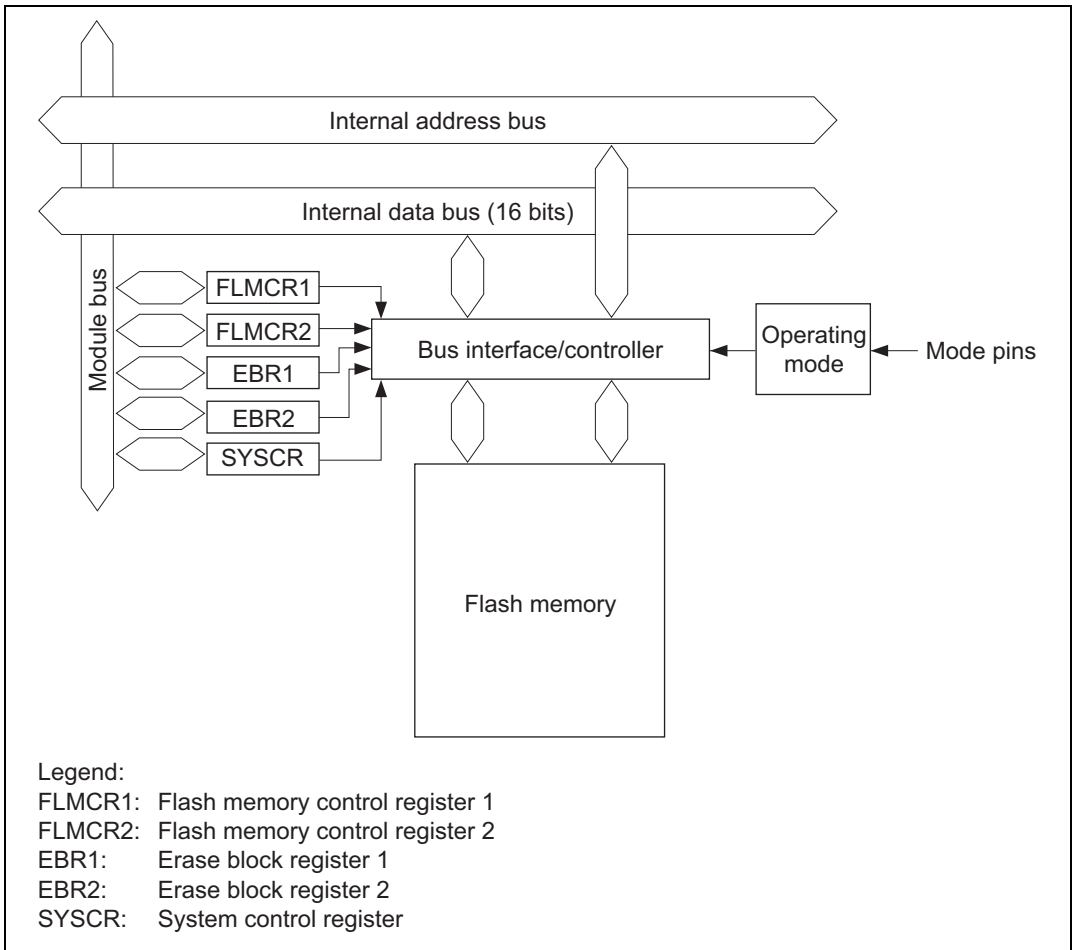 Internal address bus
Internal data bus (16 bits)
Module bus
FLMCR1
FLMCR2
EBR1
EBR2
SYSCR
Bus interface/controller
Operating
mode
Mode pins
Flash memory
Legend:
FLMCR1: Flash memory control register 1
FLMCR2: Flash memory control register 2
EBR1: Erase block register 1
EBR2: Erase block register 2
SYSCR: System control register